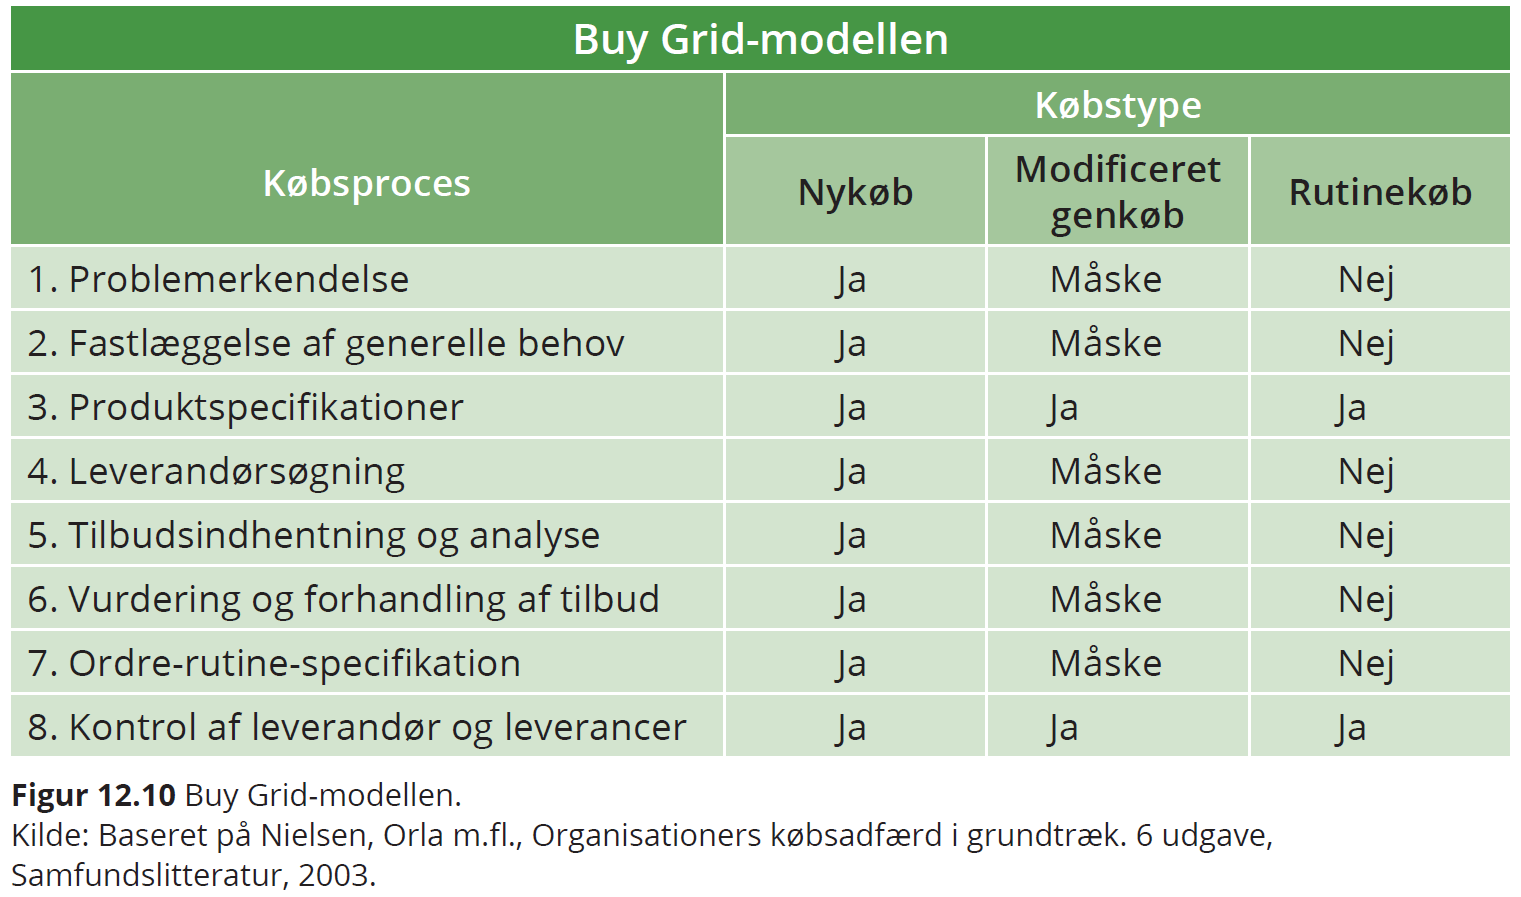 Buy Grid-modellen
Købsproces
Købstype
Nykøb
Modificeret
genkøb
Rutinekøb
1. Problemerkendelse Ja Måske Nej
2. Fastlæggelse af generelle behov Ja Måske Nej
3. Produktspecifikationer Ja Ja Ja
4. Leverandørsøgning Ja Måske Nej
5. Tilbudsindhentning og analyse Ja Måske Nej
6. Vurdering og forhandling af tilbud Ja Måske Nej
7. Ordre-rutine-specifikation Ja Måske Nej
8. Kontrol af leverandør og leverancer Ja Ja Ja
Figur 12.10 Buy Grid-modellen.
Kilde: Baseret på Nielsen, Orla m.fl., Organisationers købsadfærd i grundtræk. 6 udgave,
Samfundslitteratur, 2003.